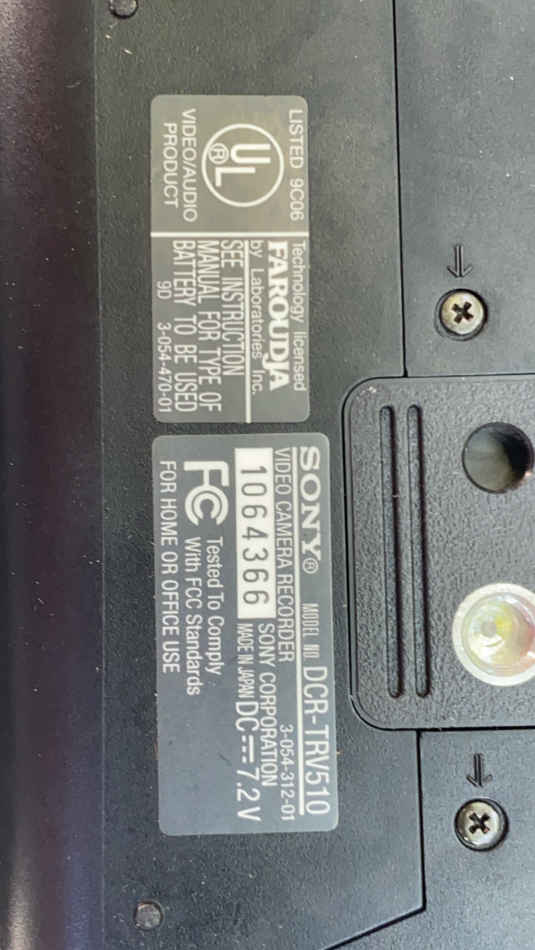 LISTED 9C06
UL®
VIDEO/AUDIO
PRODUCT
Technology licensed
FAROUDJA
by Laboratories Inc.
SEE INSTRUCTION
MANUAL FOR TYPE OF
BATTERY TO BE USED
9D 3-054-470-01
SONY® MODEL NO. DCR-TRV510
VIDEO CAMERA RECORDER 3-054-312-01
1064366 SONY CORPORATION
MADE IN JAPAN DC 7.2V
FC Tested To Comply
With FCC Standards
FOR HOME OR OFFICE USE